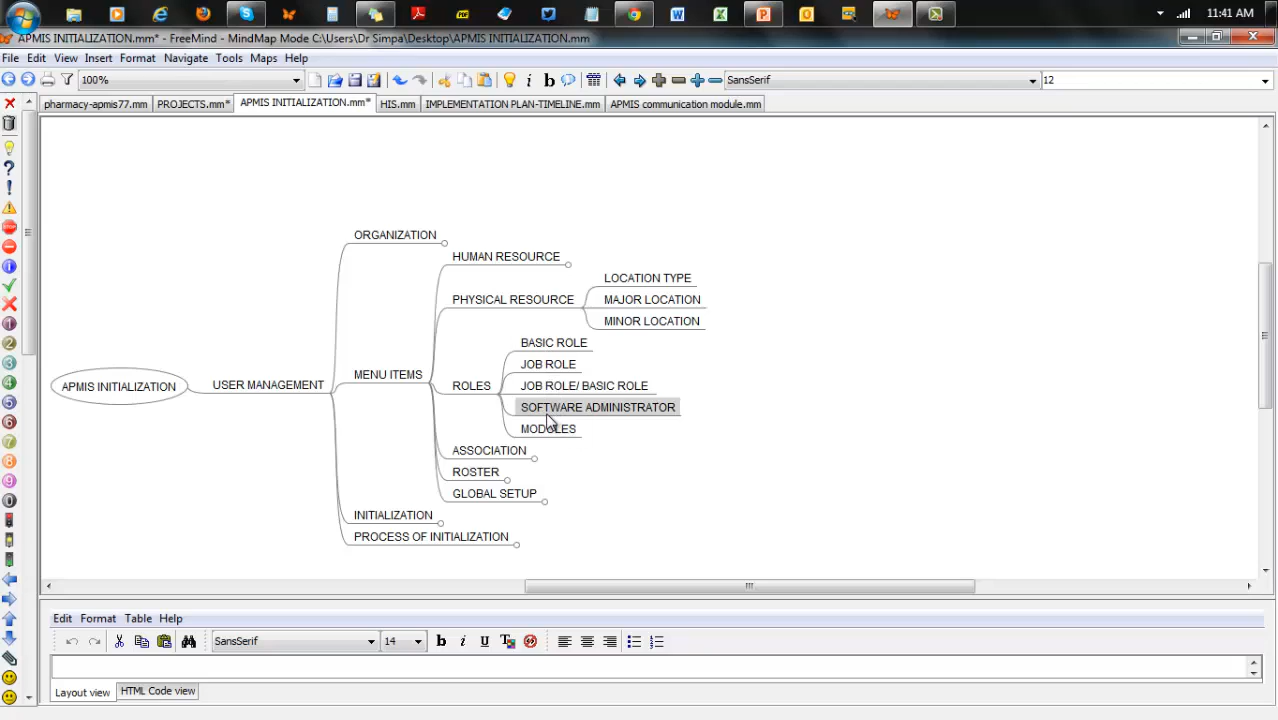 11:41 AM
APMIS INITIALIZATION.mm* - FreeMind - MindMap Mode C:\Users\Dr Simpa\Desktop\APMIS INITIALIZATION.mm
File Edit View Insert Format Navigate Tools Maps Help
100% SansSerif 12
pharmacy-apmis77.mm PROJECTS.mm* APMIS INITIALIZATION.mm* HIS.mm IMPLEMENTATION PLAN-TIMELINE.mm APMIS communication module.mm
ORGANIZATION
HUMAN RESOURCE
LOCATION TYPE
PHYSICAL RESOURCE
MAJOR LOCATION
MINOR LOCATION
BASIC ROLE
JOB ROLE
APMIS INITIALIZATION
USER MANAGEMENT
MENU ITEMS
ROLES
JOB ROLE/ BASIC ROLE
SOFTWARE ADMINISTRATOR
MODULES
ASSOCIATION
ROSTER
GLOBAL SETUP
INITIALIZATION
PROCESS OF INITIALIZATION
Edit Format Table Help
SansSerif 14 b i U T
Layout view HTML Code view